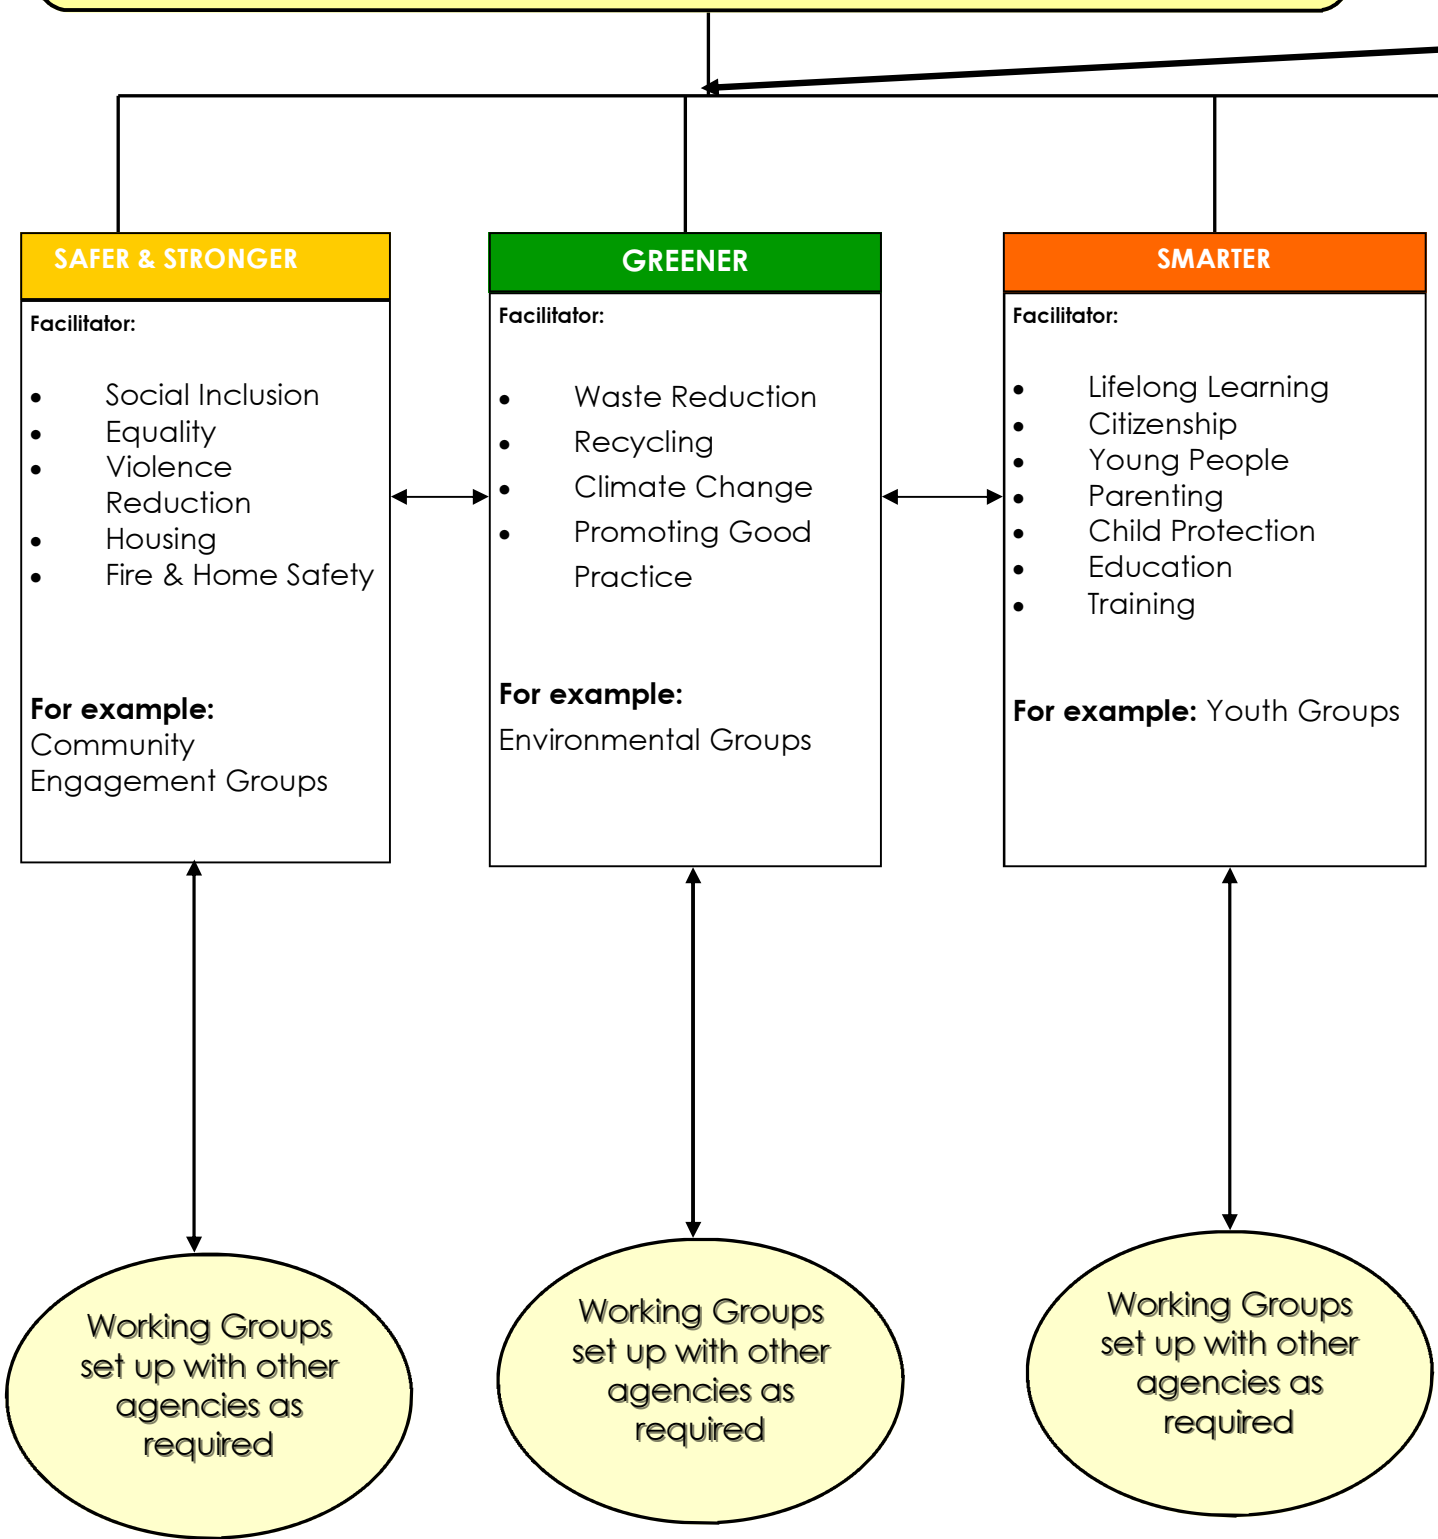 SAFER & STRONGER
Facilitator:
• Social Inclusion
• Equality
• Violence
Reduction
• Housing
• Fire & Home Safety
For example:
Community
Engagement Groups
GREENER
Facilitator:
• Waste Reduction
• Recycling
• Climate Change
• Promoting Good
Practice
For example:
Environmental Groups
SMARTER
Facilitator:
• Lifelong Learning
• Citizenship
• Young People
• Parenting
• Child Protection
• Education
• Training
For example: Youth Groups
Working Groups
set up with other
agencies as
required
Working Groups
set up with other
agencies as
required
Working Groups
set up with other
agencies as
required